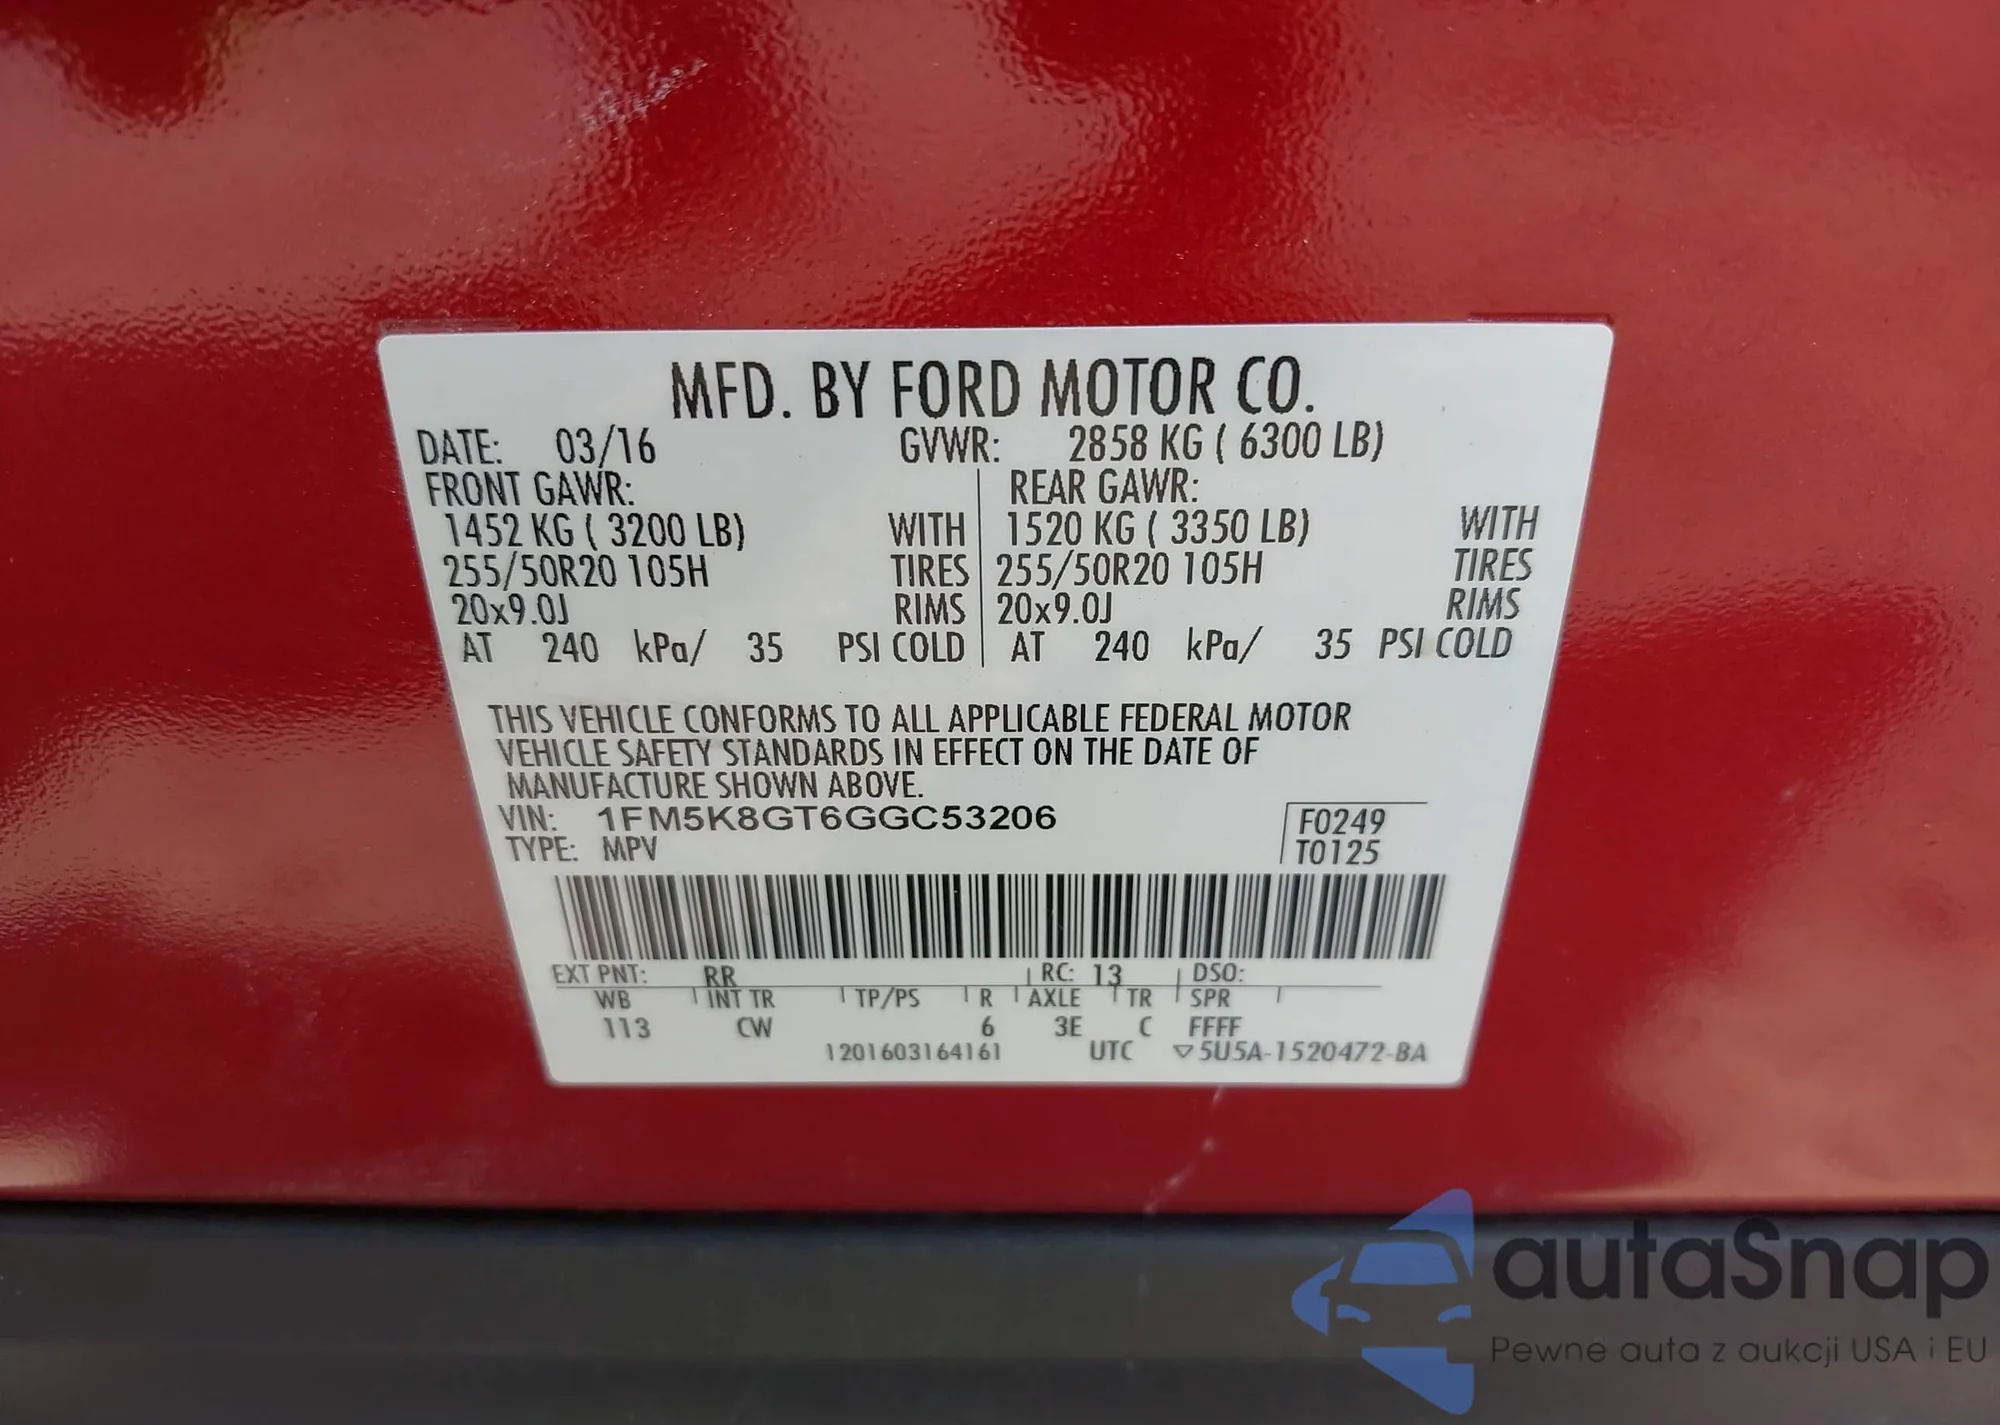 MFD. BY FORD MOTOR CO.
DATE: 03/16 GVWR: 2858 KG ( 6300 LB)
FRONT GAWR: REAR GAWR:
1452 KG ( 3200 LB) WITH 1520 KG ( 3350 LB) WITH
255/50R20 105H TIRES 255/50R20 105H TIRES
20x9.0J RIMS 20x9.0J RIMS
AT 240 kPa/ 35 PSI COLD AT 240 kPa/ 35 PSI COLD
THIS VEHICLE CONFORMS TO ALL APPLICABLE FEDERAL MOTOR
VEHICLE SAFETY STANDARDS IN EFFECT ON THE DATE OF
MANUFACTURE SHOWN ABOVE.
VIN: 1FM5K8GT6GGC53206 F0249
TYPE: MPV T0125
EXT PNT: RR RC: 13 DSO:
WB INT TR TP/PS R AXLE TR SPR
113 CW 6 3E C FFFF
1201603164161 UTC ▽5U5A-1520472-BA
autaSnap
Pewne auta z aukcji USA i EU